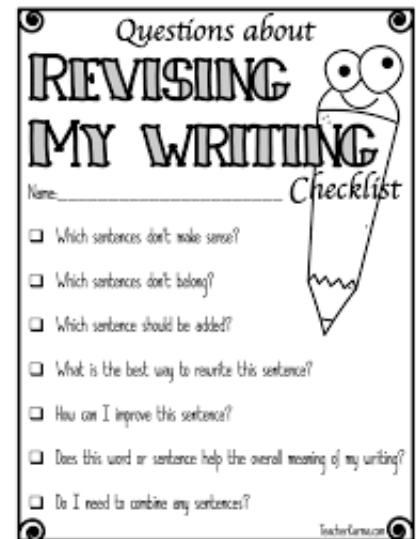 Questions about
REVISING
MY WRITING
Name:______________________ Checklist
Which sentences don't make sense?
Which sentences don't belong?
Which sentence should be added?
What is the best way to rewrite this sentence?
How can I improve this sentence?
Does this word or sentence help the overall meaning of my writing?
Do I need to combine any sentences?
TeacherKarma.com